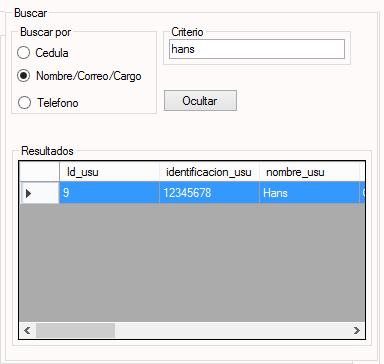 Buscar
Buscar por
Criterio
Cedula
hans
Nombre/Correo/Cargo
Telefono
Ocultar
Resultados
Id_usu identificacion_usu nombre_usu
9 12345678 Hans